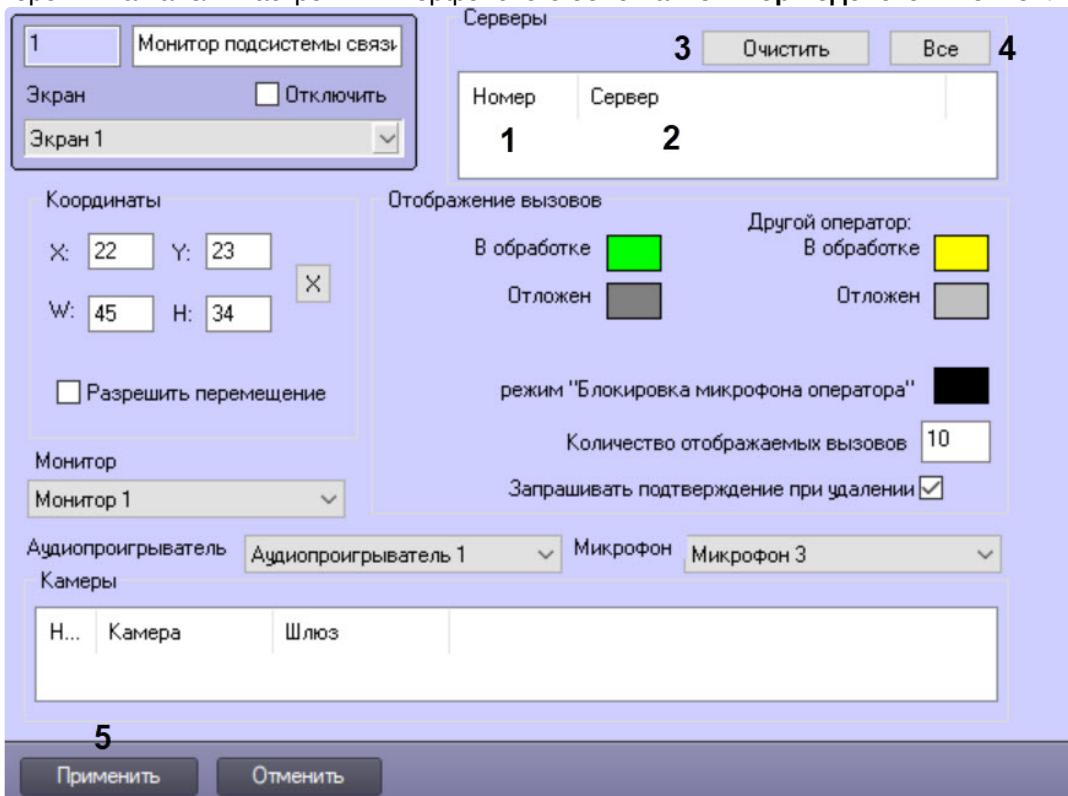 1
Монитор подсистемы связи
Экран
Отключить
Экран 1
Серверы
3
Очистить
Все
4
Номер
Сервер
1
2
Координаты
X: 22 Y: 23
X
W: 45 H: 34
Разрешить перемещение
Отображение вызовов
Другой оператор:
В обработке
В обработке
Отложен
Отложен
режим "Блокировка микрофона оператора"
Количество отображаемых вызовов 10
Запрашивать подтверждение при удалении
Монитор
Монитор 1
Аудиопроигрыватель Аудиопроигрыватель 1 Микрофон Микрофон 3
Камеры
Н... Камера Шлюз
5
Применить Отменить